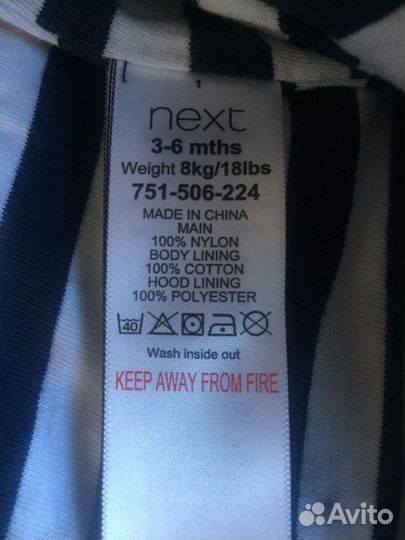 1
next
3-6 mths
Weight 8kg/18lbs
751-506-224
MADE IN CHINA
MAIN
100% NYLON
BODY LINING
100% COTTON
HOOD LINING
100% POLYESTER
40
Wash inside out
KEEP AWAY FROM FIRE
Avito